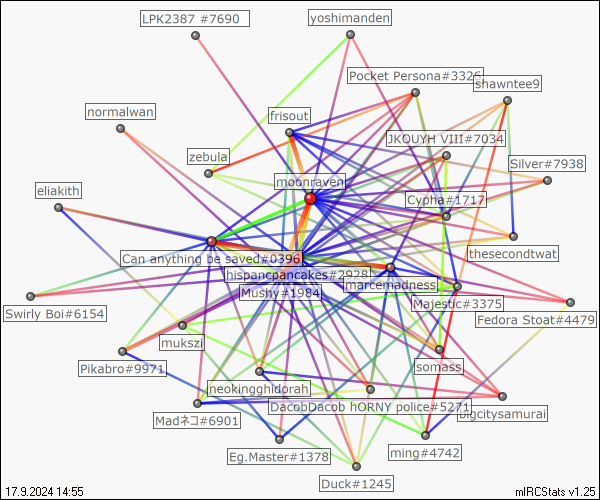 LPK2387 #7690
yoshimanden
Pocket Persona#3326
shawntee9
normalwan
frisout
JKQUYH VIII#7034
zebula
Silver#7938
moonraven
eliakith
Cypha#1717
thesecondtwat
Can anything be saved#0396
hispancpancakes#2928
marcemadness
Mushy#1984
Majestic#3375
Swirly Boi#6154
Fedora Stoat#4479
mukszi
Pikabro#9971
somass
neokingghidorah
DacobDacob hORNY police#5271
bigcitysamurai
Madネコ#6901
Eg.Master#1378
ming#4742
Duck#1245
17.9.2024 14:55
mIRCStats v1.25